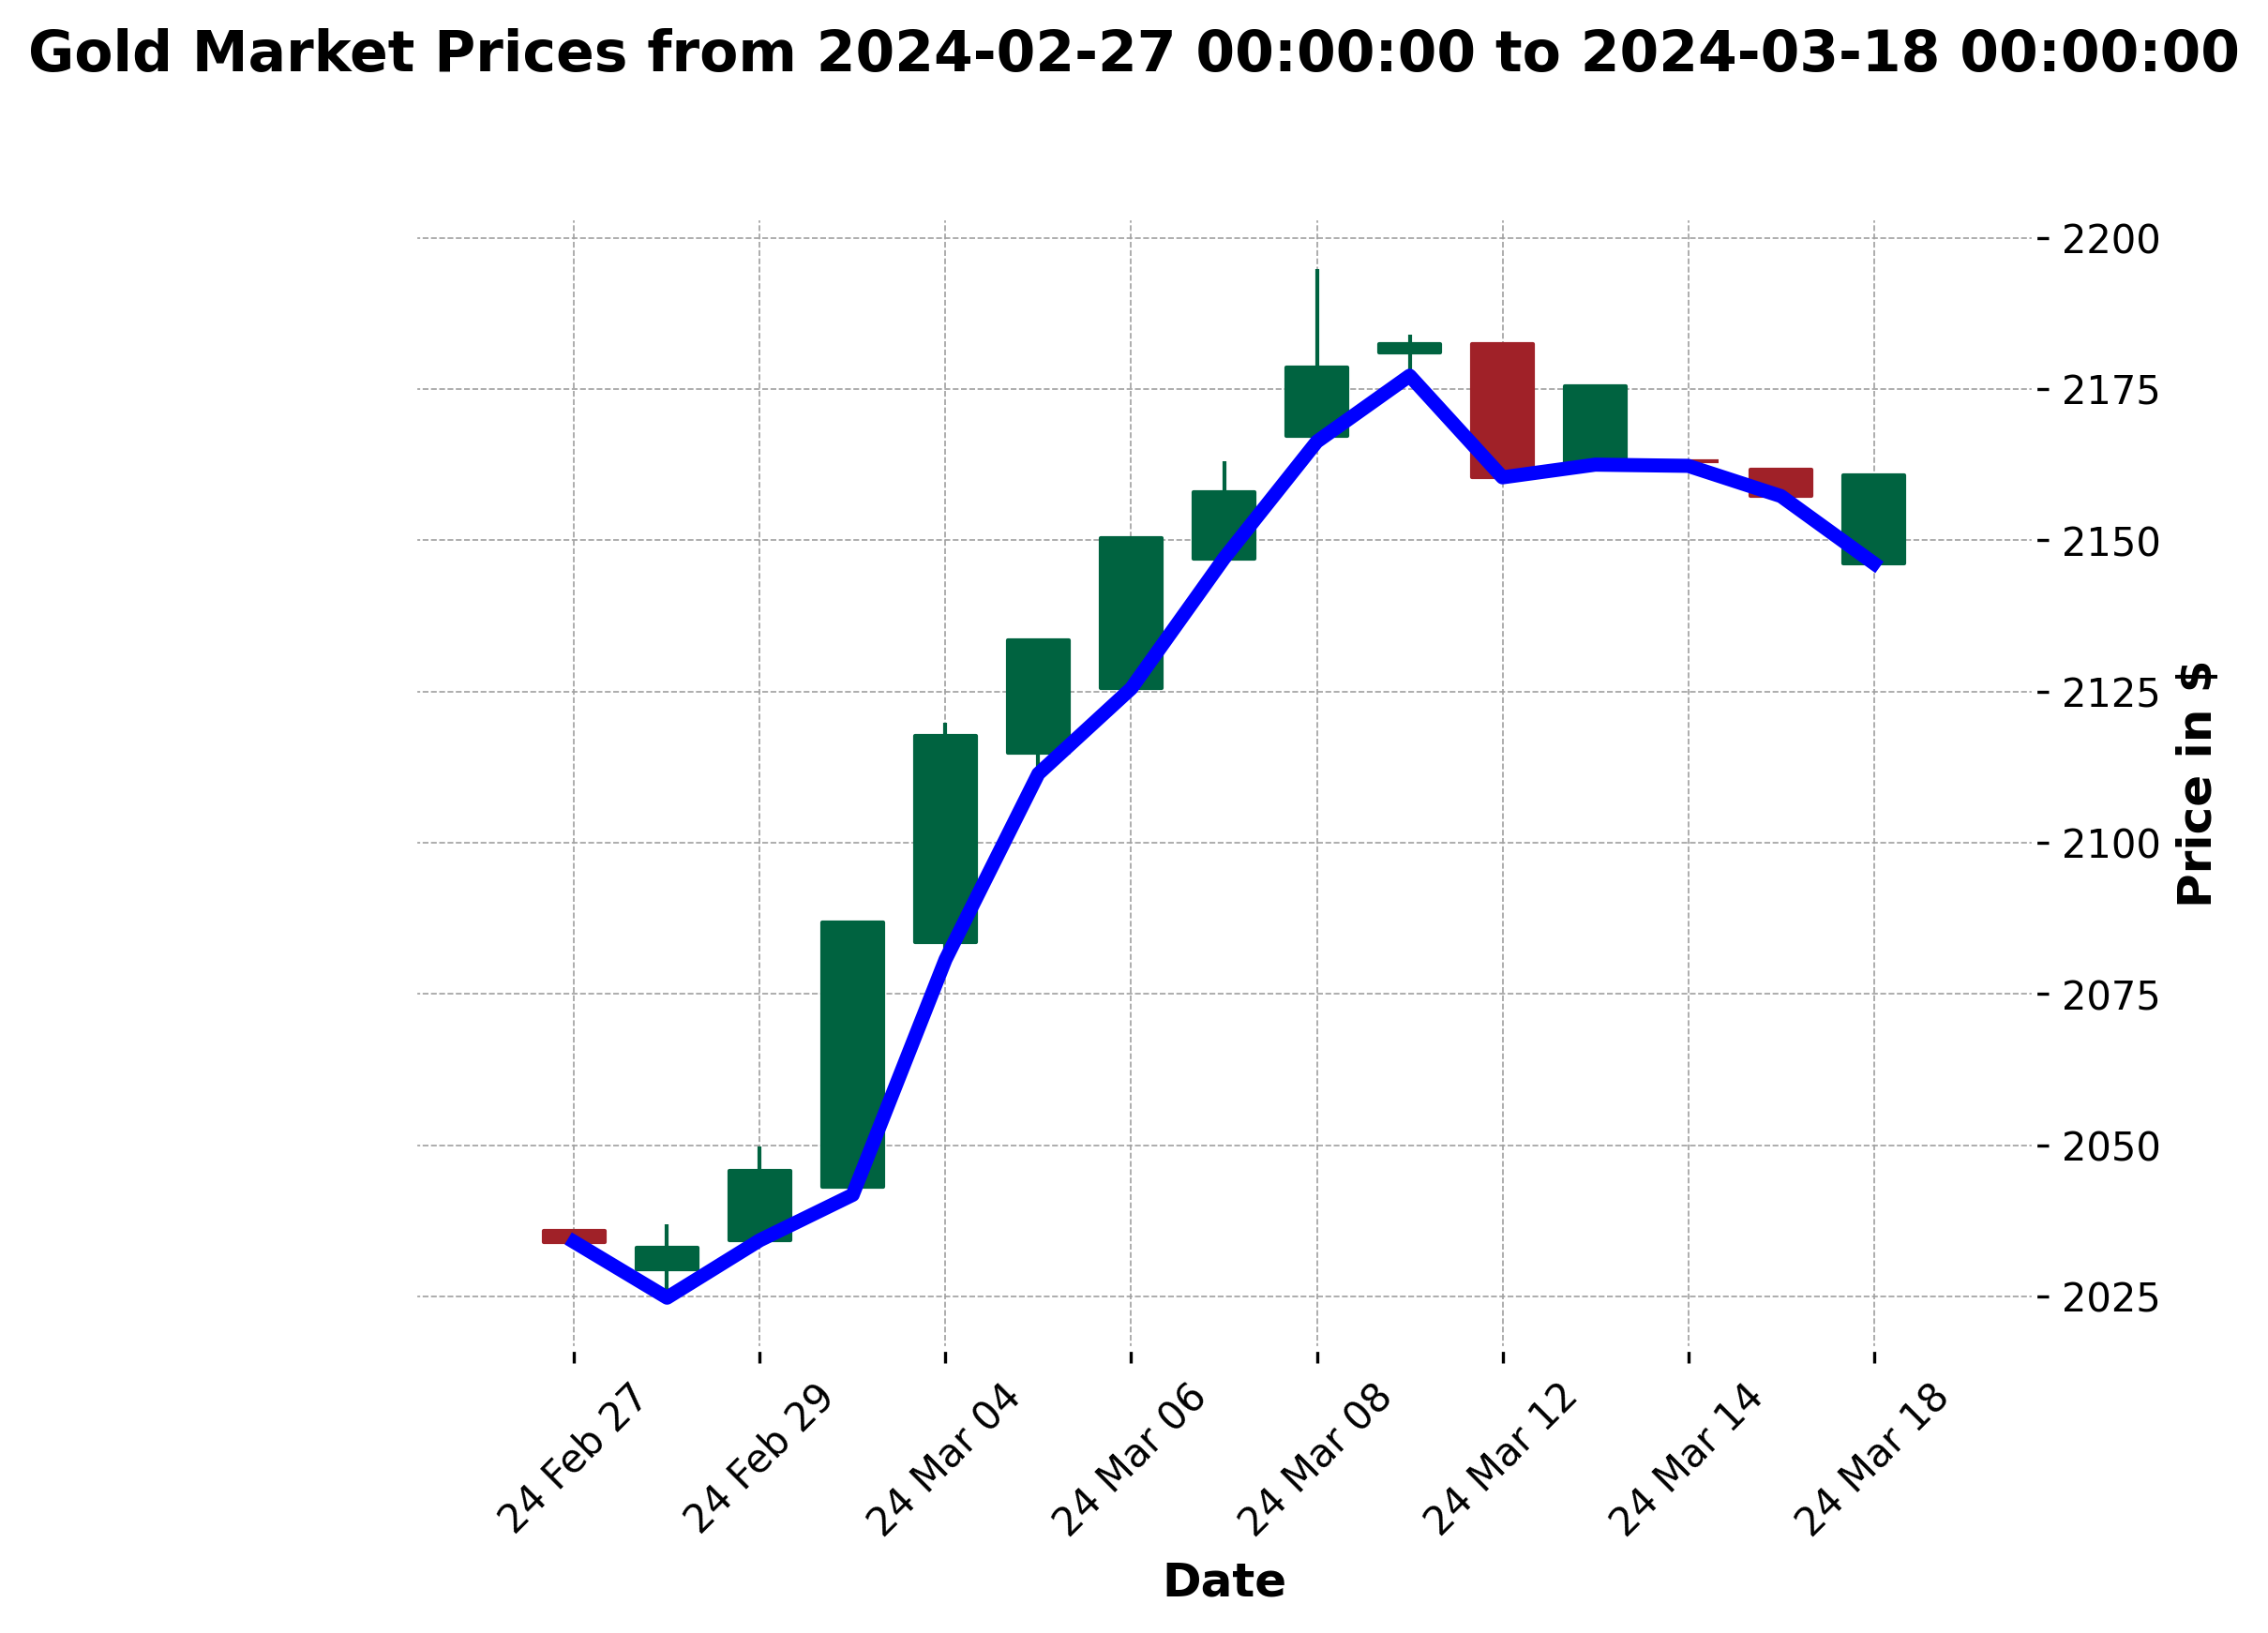 Gold Market Prices from 2024-02-27 00:00:00 to 2024-03-18 00:00:00
2200
2175
2150
2125
2100
2075
2050
2025
Price in $
24 Feb 27
24 Feb 29
24 Mar 04
24 Mar 06
24 Mar 08
24 Mar 12
24 Mar 14
24 Mar 18
Date